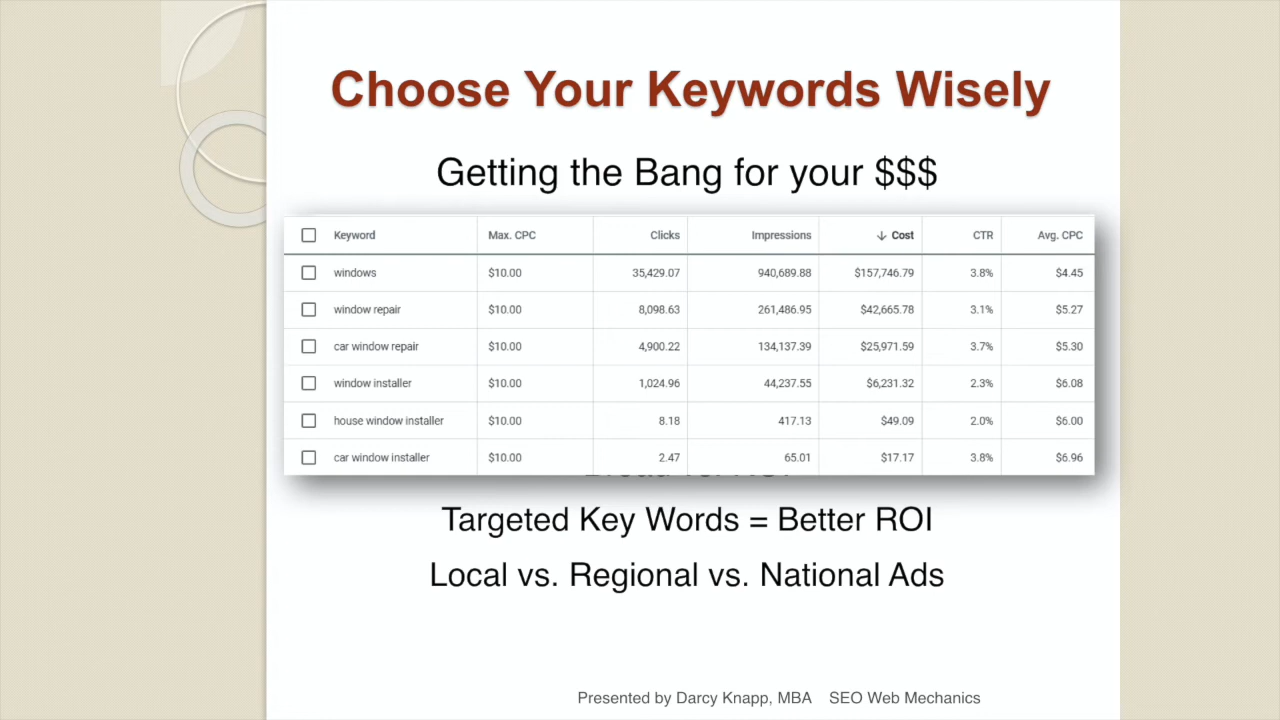 Choose Your Keywords Wisely
Getting the Bang for your $$$
Keyword Max. CPC Clicks Impressions ↓ Cost CTR Avg. CPC
windows $10.00 35,429.07 940,689.88 $157,746.79 3.8% $4.45
window repair $10.00 8,098.63 261,486.95 $42,665.78 3.1% $5.27
car window repair $10.00 4,900.22 134,137.39 $25,971.59 3.7% $5.30
window installer $10.00 1,024.96 44,237.55 $6,231.32 2.3% $6.08
house window installer $10.00 8.18 417.13 $49.09 2.0% $6.00
car window installer $10.00 2.47 65.01 $17.17 3.8% $6.96
Targeted Key Words = Better ROI
Local vs. Regional vs. National Ads
Presented by Darcy Knapp, MBA SEO Web Mechanics